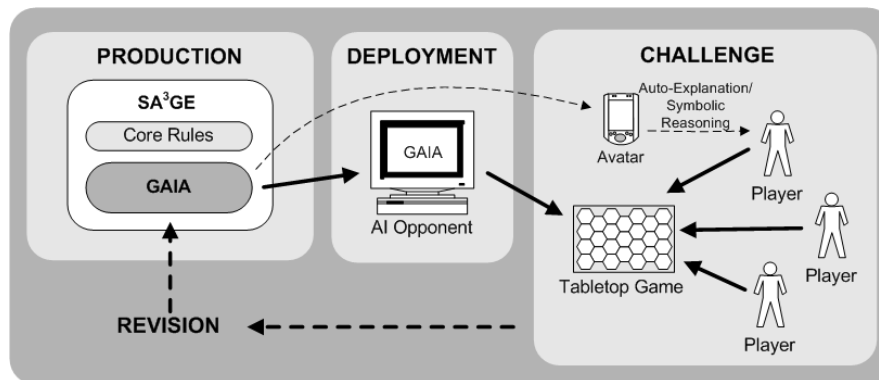 PRODUCTION
SA³GE
Core Rules
GAIA
DEPLOYMENT
GAIA
AI Opponent
CHALLENGE
Auto-Explanation/
Symbolic
Reasoning
Avatar
Player
Tabletop Game
Player
Player
REVISION